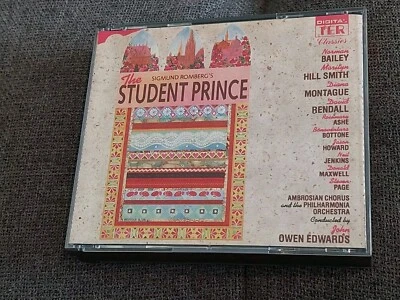 DIGITAL
TER
Classics
The
SIGMUND ROMBERG'S
STUDENT PRINCE
Norman
BAILEY
Marilyn
HILL SMITH
Diana
MONTAGUE
David
RENDALL
Rosemary
ASHE
Bonaventura
BOTTONE
Jason
HOWARD
Neil
JENKINS
Donald
MAXWELL
Steven
PAGE
AMBROSIAN CHORUS
and the PHILHARMONIA
ORCHESTRA
Conducted by
John
OWEN EDWARDS